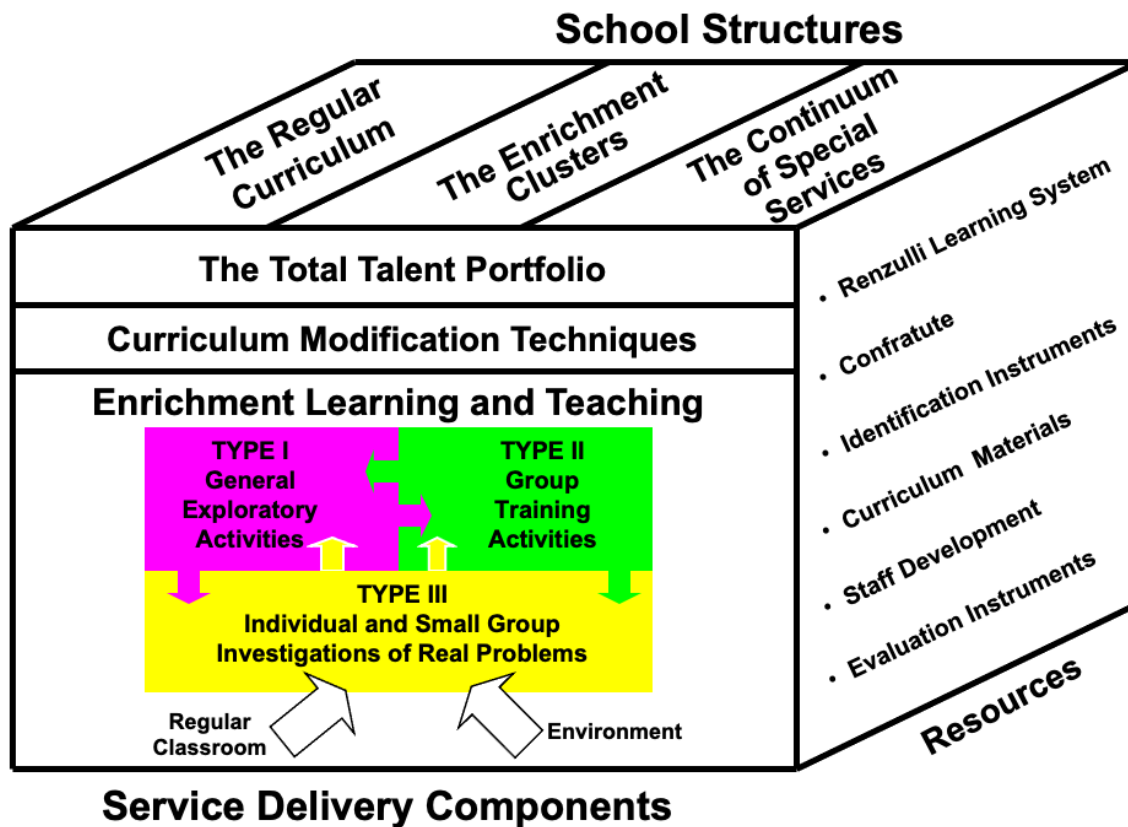 School Structures
The Regular
Curriculum
The Enrichment
Clusters
The Continuum
of Special
Services
The Total Talent Portfolio
Curriculum Modification Techniques
Enrichment Learning and Teaching
TYPE I
General
Exploratory
Activities
TYPE II
Group
Training
Activities
TYPE III
Individual and Small Group
Investigations of Real Problems
Regular
Classroom
Environment
Service Delivery Components
• Renzulli Learning System
• Confratute
• Identification Instruments
• Curriculum Materials
• Staff Development
• Evaluation Instruments
Resources